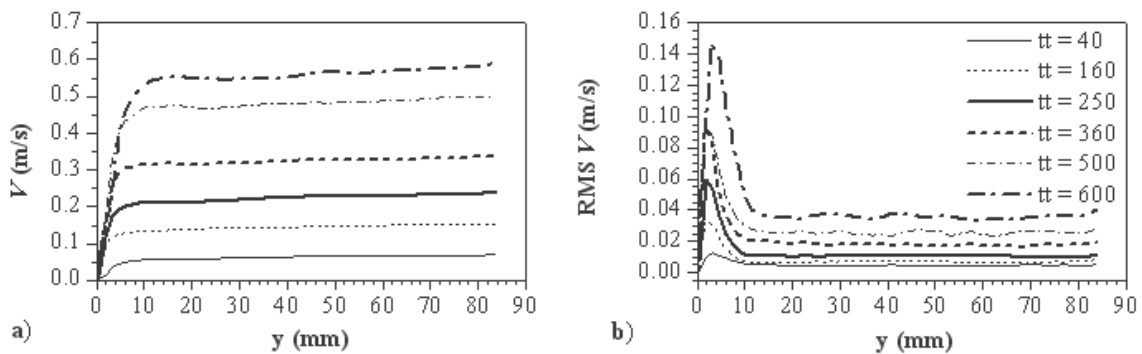 0.7
0.6
0.5
0.4
0.3
0.2
0.1
0.0
V (m/s)
0 10 20 30 40 50 60 70 80 90
y (mm)
a)
0.16
0.14
0.12
0.10
0.08
0.06
0.04
0.02
0.00
RMS V (m/s)
tt = 40
tt = 160
tt = 250
tt = 360
tt = 500
tt = 600
0 10 20 30 40 50 60 70 80 90
y (mm)
b)